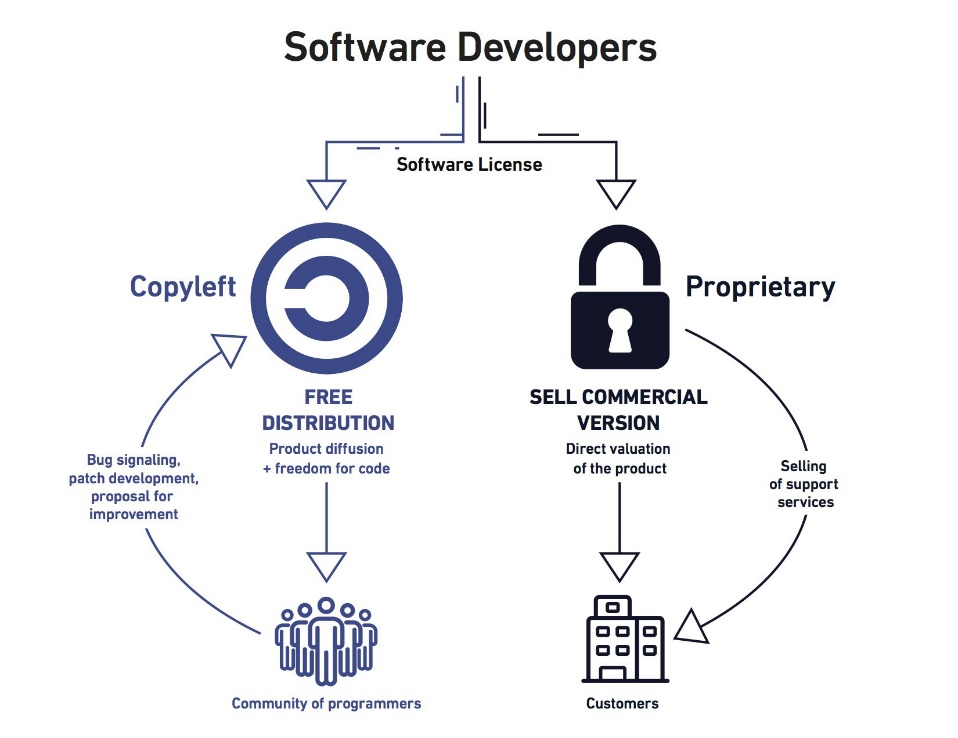 Software Developers
Software License
Copyleft
Proprietary
FREE
DISTRIBUTION
Product diffusion
+ freedom for code
SELL COMMERCIAL
VERSION
Direct valuation
of the product
Bug signaling,
patch development,
proposal for
improvement
Selling
of support
services
Community of programmers
Customers